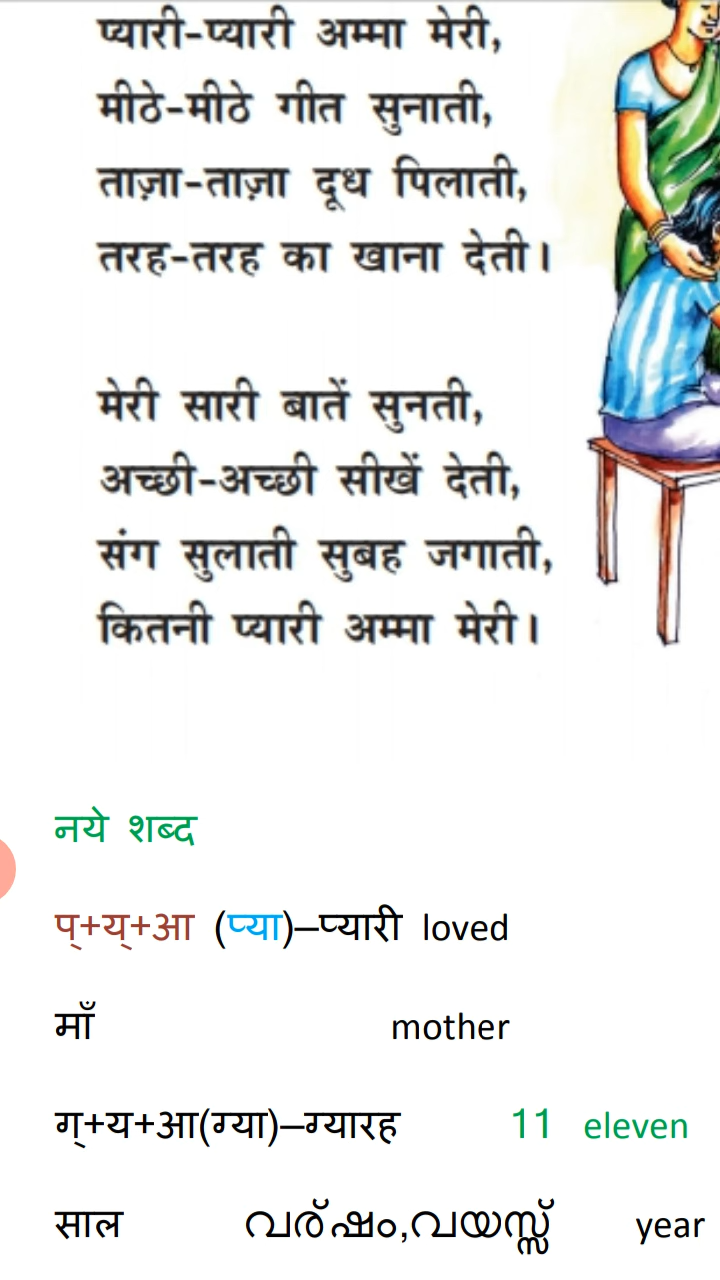 प्यारी-प्यारी अम्मा मेरी,
मीठे-मीठे गीत सुनाती,
ताज़ा-ताज़ा दूध पिलाती,
तरह-तरह का खाना देती।
मेरी सारी बातें सुनती,
अच्छी-अच्छी सीखें देती,
संग सुलाती सुबह जगाती,
कितनी प्यारी अम्मा मेरी।
नये शब्द
प्+य्+आ (प्या)–प्यारी loved
माँ mother
ग्+य+आ(ग्या)–ग्यारह 11 eleven
साल വര്ഷം,വയസ്സ് year